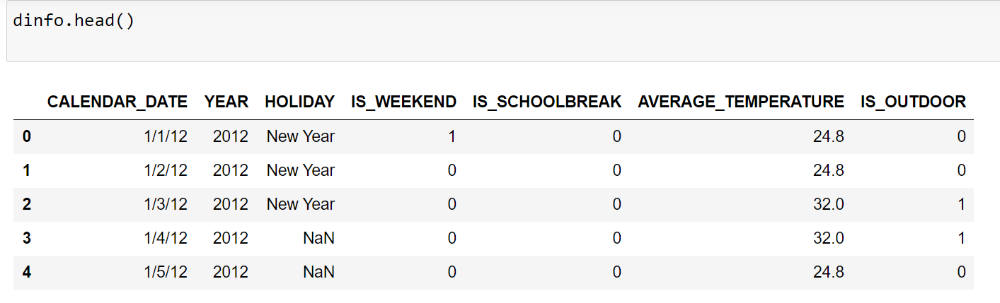 dinfo.head()
CALENDAR_DATE YEAR HOLIDAY IS_WEEKEND IS_SCHOOLBREAK AVERAGE_TEMPERATURE IS_OUTDOOR
0 1/1/12 2012 New Year 1 0 24.8 0
1 1/2/12 2012 New Year 0 0 24.8 0
2 1/3/12 2012 New Year 0 0 32.0 1
3 1/4/12 2012 NaN 0 0 32.0 1
4 1/5/12 2012 NaN 0 0 24.8 0